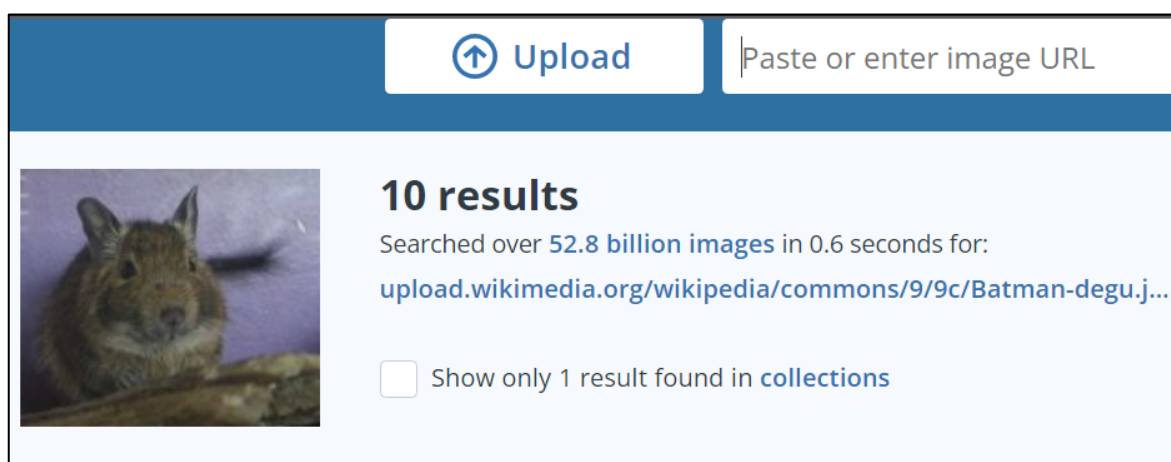 Upload
Paste or enter image URL
10 results
Searched over 52.8 billion images in 0.6 seconds for:
upload.wikimedia.org/wikipedia/commons/9/9c/Batman-degu.j...
Show only 1 result found in collections